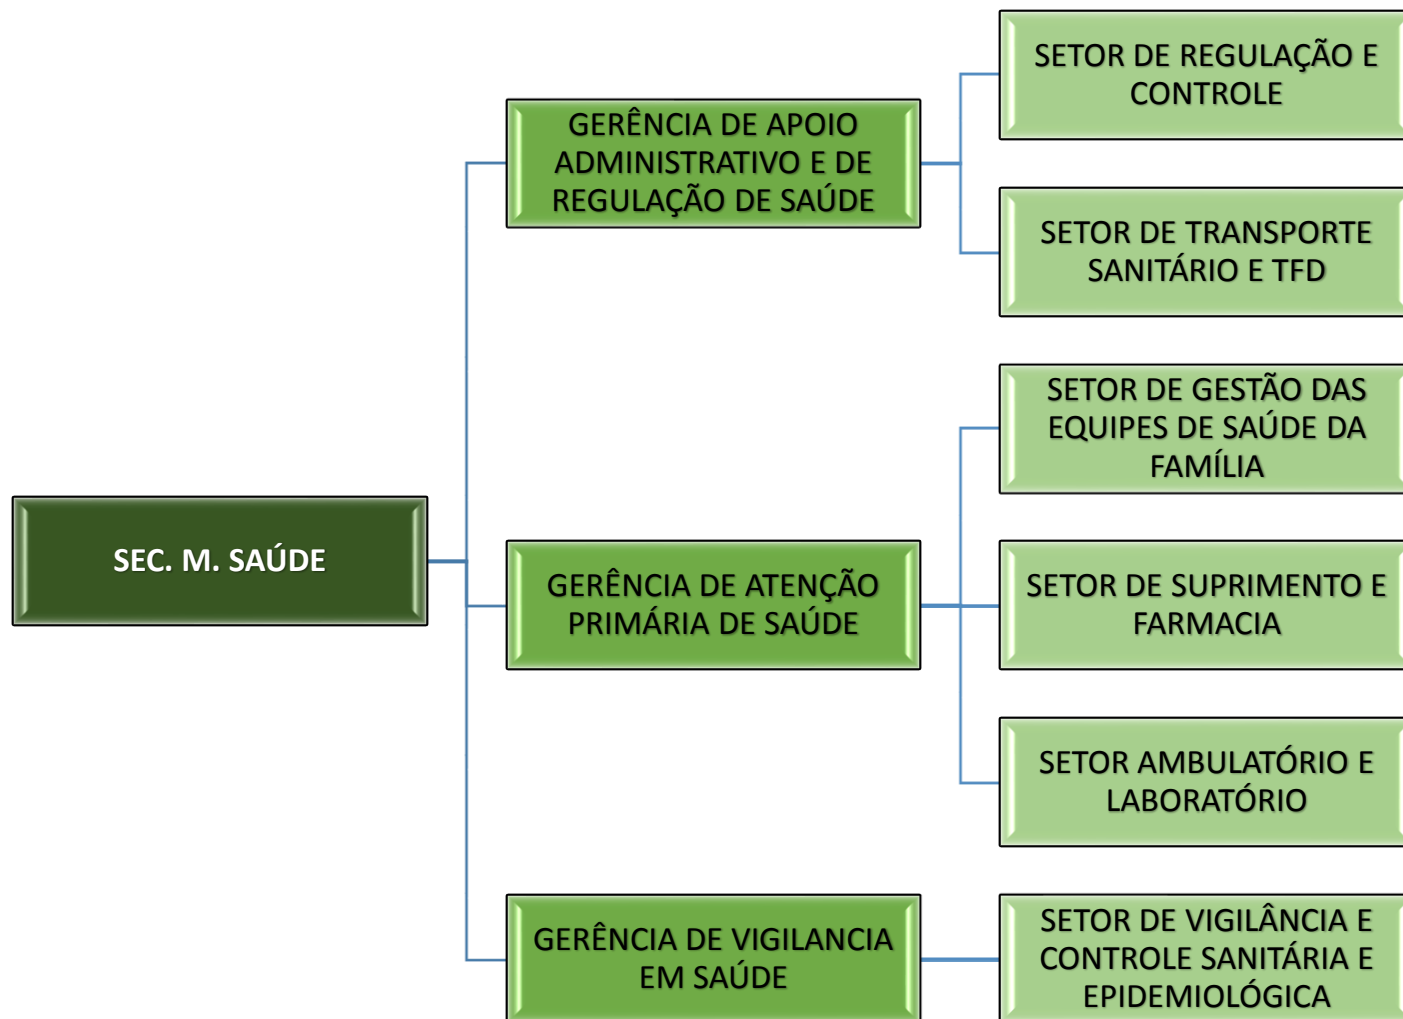 SETOR DE REGULAÇÃO E
CONTROLE
GERÊNCIA DE APOIO
ADMINISTRATIVO E DE
REGULAÇÃO DE SAÚDE
SETOR DE TRANSPORTE
SANITÁRIO E TFD
SETOR DE GESTÃO DAS
EQUIPES DE SAÚDE DA
FAMÍLIA
SEC. M. SAÚDE
GERÊNCIA DE ATENÇÃO
PRIMÁRIA DE SAÚDE
SETOR DE SUPRIMENTO E
FARMACIA
SETOR AMBULATÓRIO E
LABORATÓRIO
GERÊNCIA DE VIGILANCIA
EM SAÚDE
SETOR DE VIGILÂNCIA E
CONTROLE SANITÁRIA E
EPIDEMIOLÓGICA